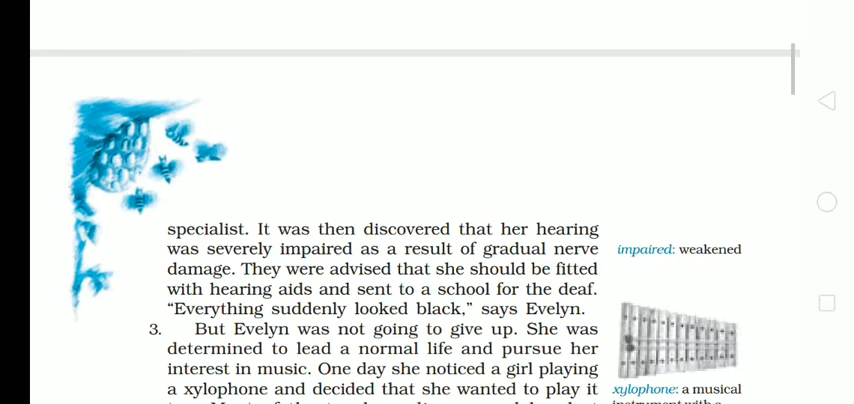 specialist. It was then discovered that her hearing
was severely impaired as a result of gradual nerve
damage. They were advised that she should be fitted
with hearing aids and sent to a school for the deaf.
“Everything suddenly looked black,” says Evelyn.
3. But Evelyn was not going to give up. She was
determined to lead a normal life and pursue her
interest in music. One day she noticed a girl playing
a xylophone and decided that she wanted to play it
impaired: weakened
xylophone: a musical